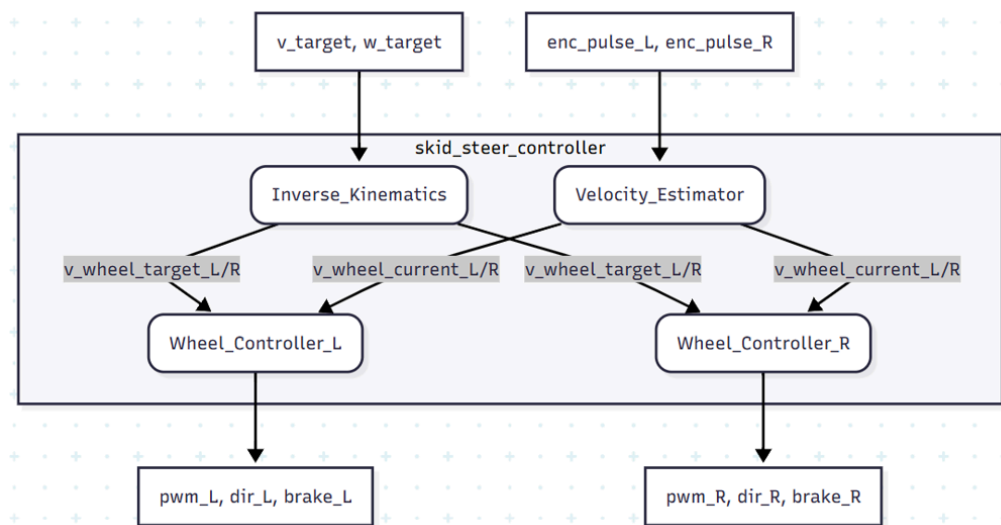 v_target, w_target
enc_pulse_L, enc_pulse_R
skid_steer_controller
Inverse_Kinematics
Velocity_Estimator
v_wheel_target_L/R
v_wheel_current_L/R
v_wheel_target_L/R
v_wheel_current_L/R
Wheel_Controller_L
Wheel_Controller_R
pwm_L, dir_L, brake_L
pwm_R, dir_R, brake_R